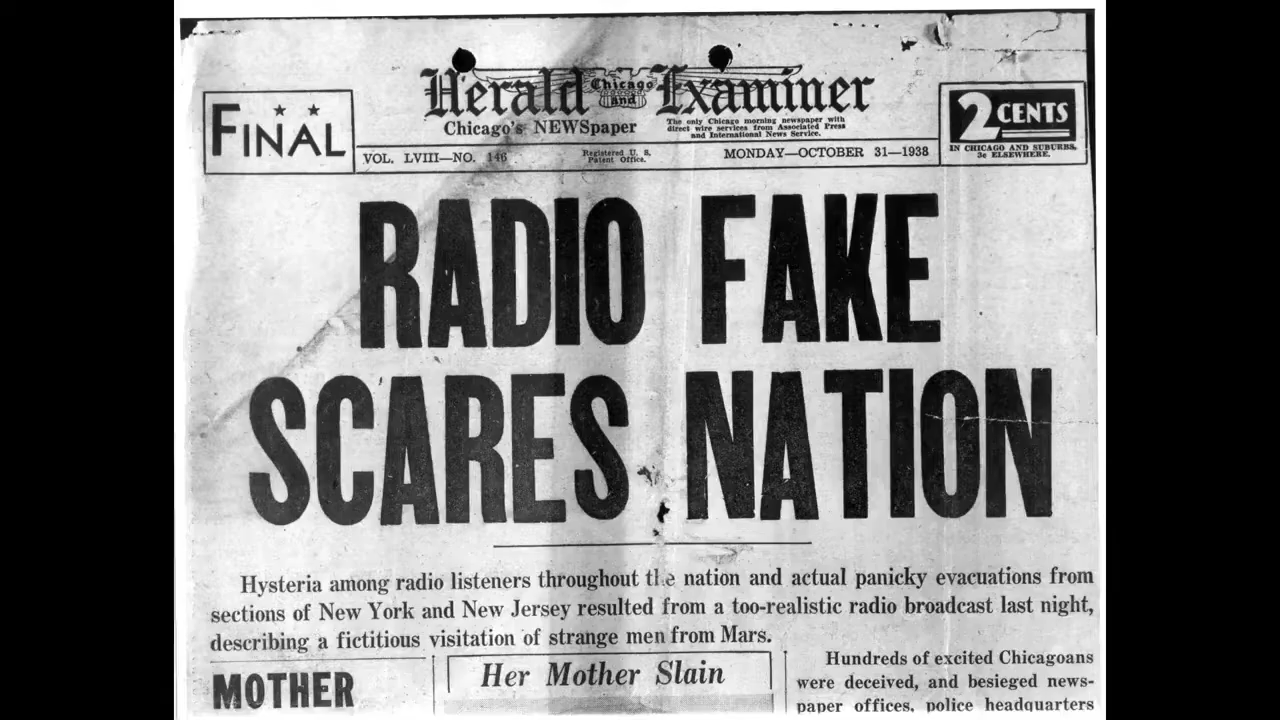 Herald Chicago and Examiner
FINAL
Chicago's NEWSpaper
The only Chicago morning newspaper with
direct wire services from Associated Press
and International News Service.
2 CENTS
IN CHICAGO AND SUBURBS,
3c ELSEWHERE.
VOL. LVIII—NO. 146
Registered U. S.
Patent Office.
MONDAY—OCTOBER 31—1938
RADIO FAKE
SCARES NATION
Hysteria among radio listeners throughout the nation and actual panicky evacuations from
sections of New York and New Jersey resulted from a too-realistic radio broadcast last night,
describing a fictitious visitation of strange men from Mars.
MOTHER
Her Mother Slain
Hundreds of excited Chicagoans
were deceived, and besieged news-
paper offices, police headquarters